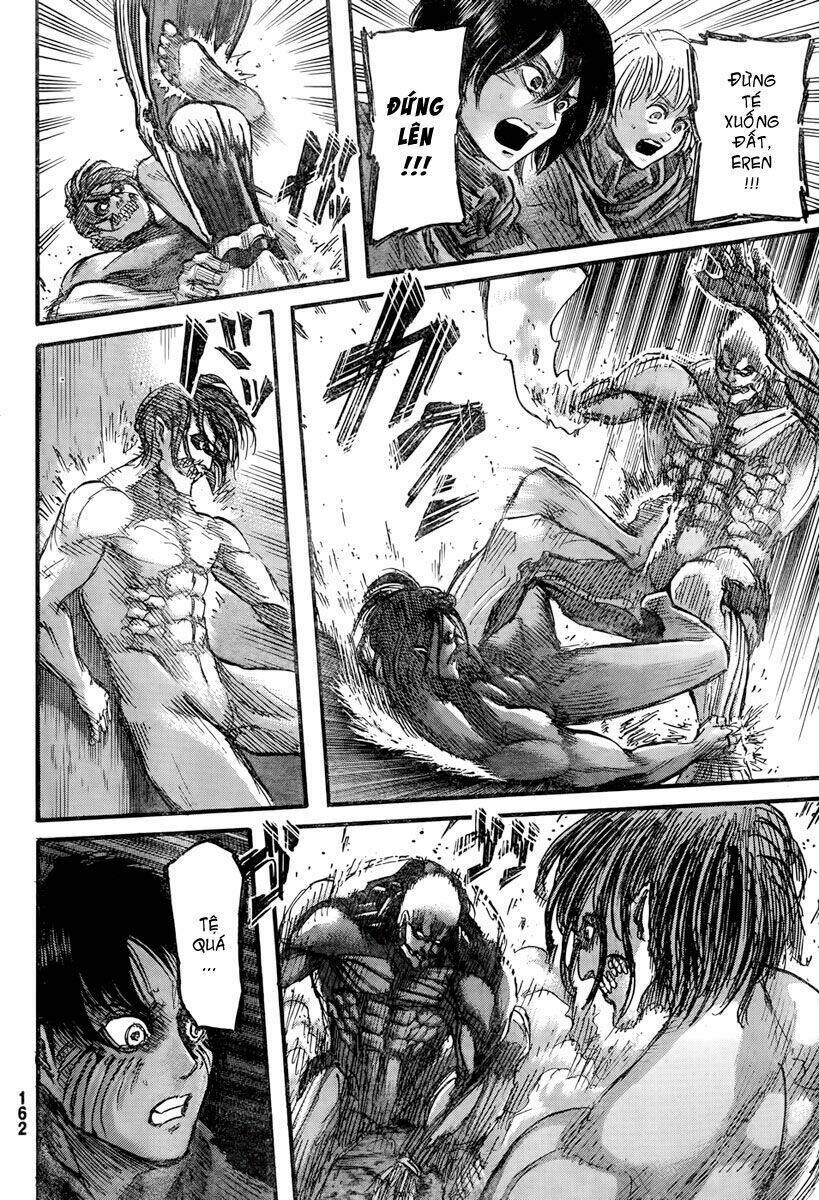 ĐỨNG
LÊN
!!!
ĐỪNG
TÉ
XUỐNG
ĐẤT,
EREN
!!!
TỆ
QUÁ
...
162